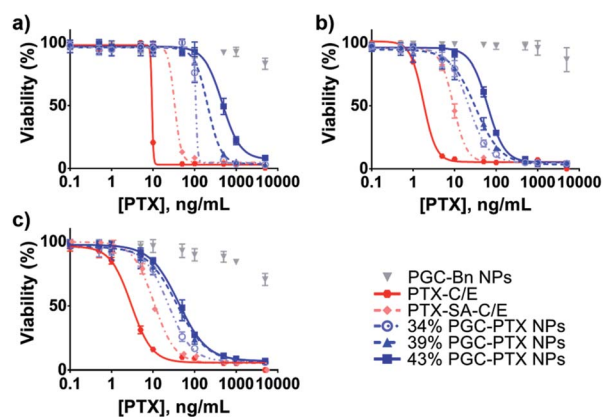 a)
b)
Viability (%)
100
50
0
0.1 1 10 100 1000 10000
[PTX], ng/mL
Viability (%)
100
50
0
0.1 1 10 100 1000 10000
[PTX], ng/mL
c)
Viability (%)
100
50
0
0.1 1 10 100 1000 10000
[PTX], ng/mL
PGC-Bn NPs
PTX-C/E
PTX-SA-C/E
34% PGC-PTX NPs
39% PGC-PTX NPs
43% PGC-PTX NPs